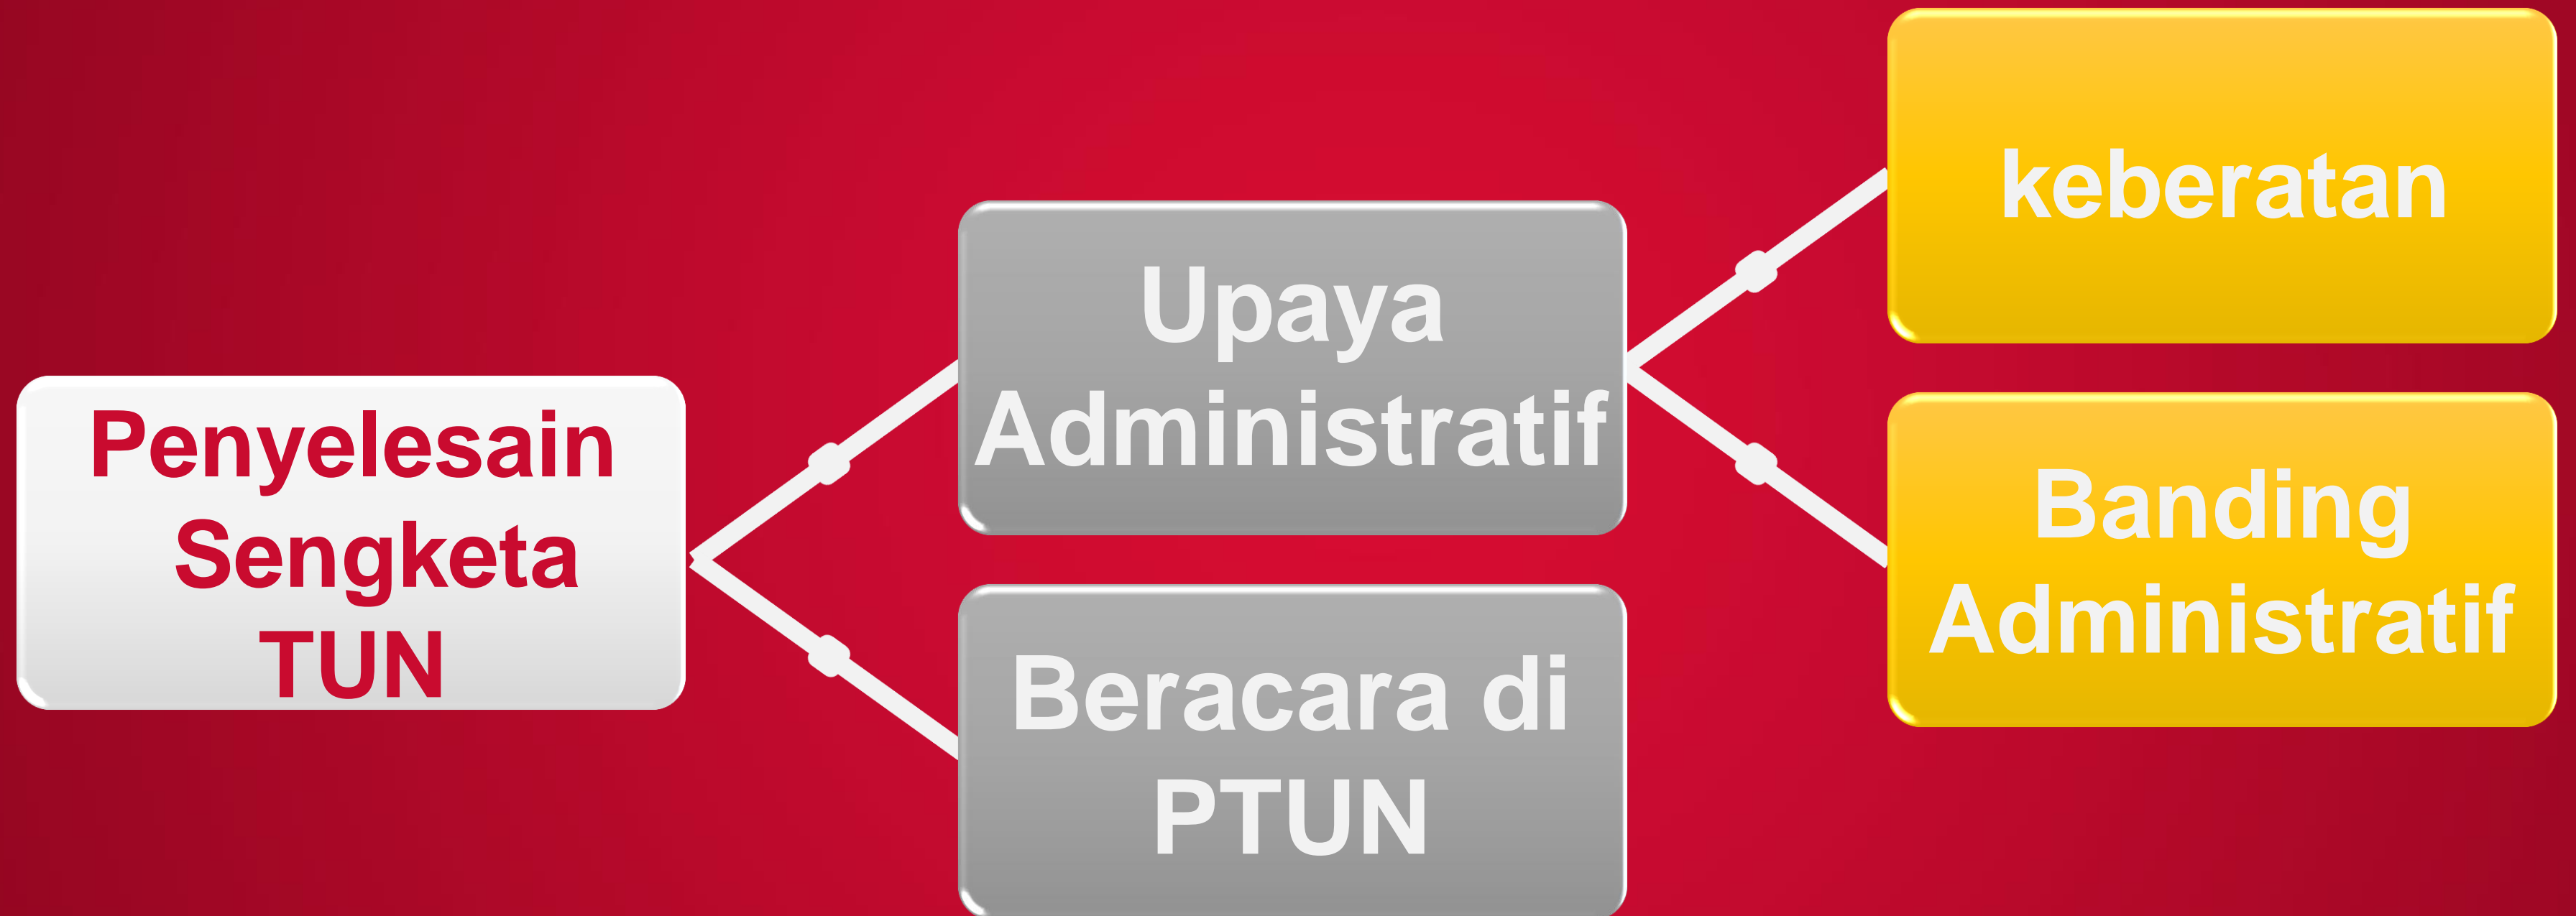 Penyelesain
Sengketa
TUN
Upaya
Administratif
Beracara di
PTUN
keberatan
Banding
Administratif